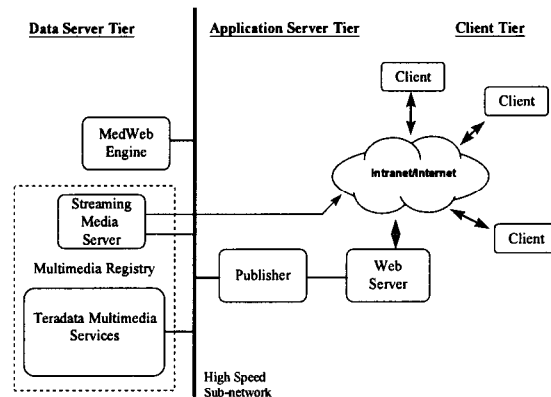 Data Server Tier
Application Server Tier
Client Tier
Client
Client
MedWeb
Engine
Intranet/Internet
Streaming
Media
Server
Client
Multimedia Registry
Publisher
Web
Server
Teradata Multimedia
Services
High Speed
Sub-network